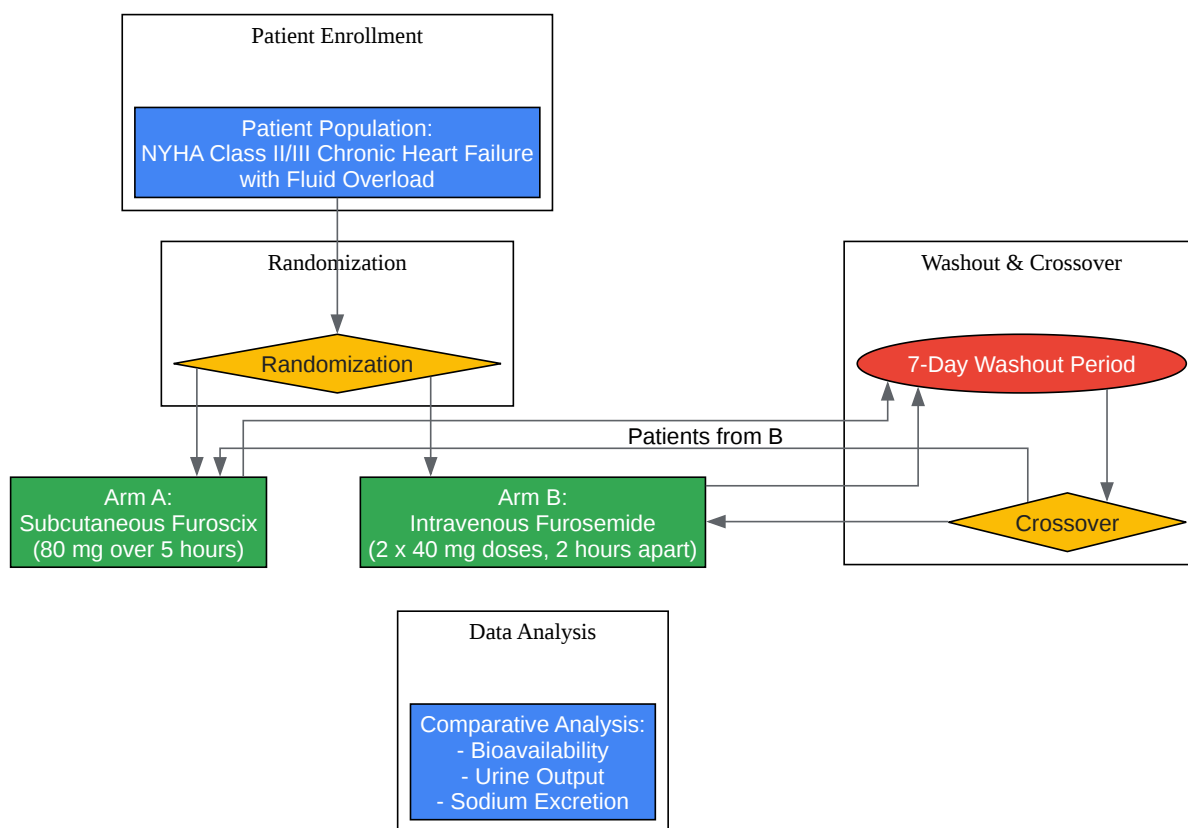 Patient Enrollment
Patient Population:
NYHA Class II/III Chronic Heart Failure
with Fluid Overload
Randomization
Washout & Crossover
Randomization
7-Day Washout Period
Patients from B
Arm A:
Subcutaneous Furoscix
(80 mg over 5 hours)
Arm B:
Intravenous Furosemide
(2 x 40 mg doses, 2 hours apart)
Crossover
Data Analysis
Comparative Analysis:
- Bioavailability
- Urine Output
- Sodium Excretion